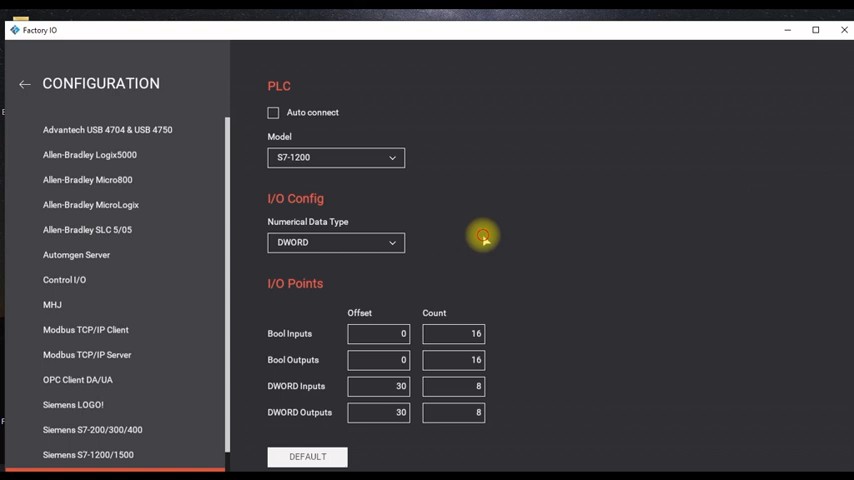 Factory IO
CONFIGURATION
Advantech USB 4704 & USB 4750
Allen-Bradley Logix5000
Allen-Bradley Micro800
Allen-Bradley MicroLogix
Allen-Bradley SLC 5/05
Automgen Server
Control I/O
MHJ
Modbus TCP/IP Client
Modbus TCP/IP Server
OPC Client DA/UA
Siemens LOGO!
Siemens S7-200/300/400
Siemens S7-1200/1500
PLC
Auto connect
Model
S7-1200
I/O Config
Numerical Data Type
DWORD
I/O Points
Offset Count
Bool Inputs 0 16
Bool Outputs 0 16
DWORD Inputs 30 8
DWORD Outputs 30 8
DEFAULT